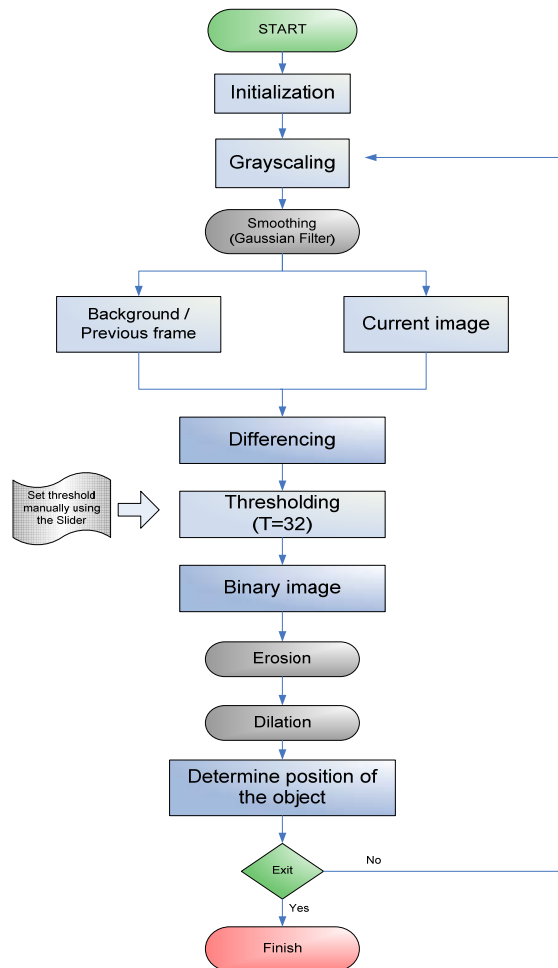 START
Initialization
Grayscaling
Smoothing
(Gaussian Filter)
Background /
Previous frame
Current image
Differencing
Set threshold
manually using
the Slider
Thresholding
(T=32)
Binary image
Erosion
Dilation
Determine position of
the object
Exit
No
Yes
Finish